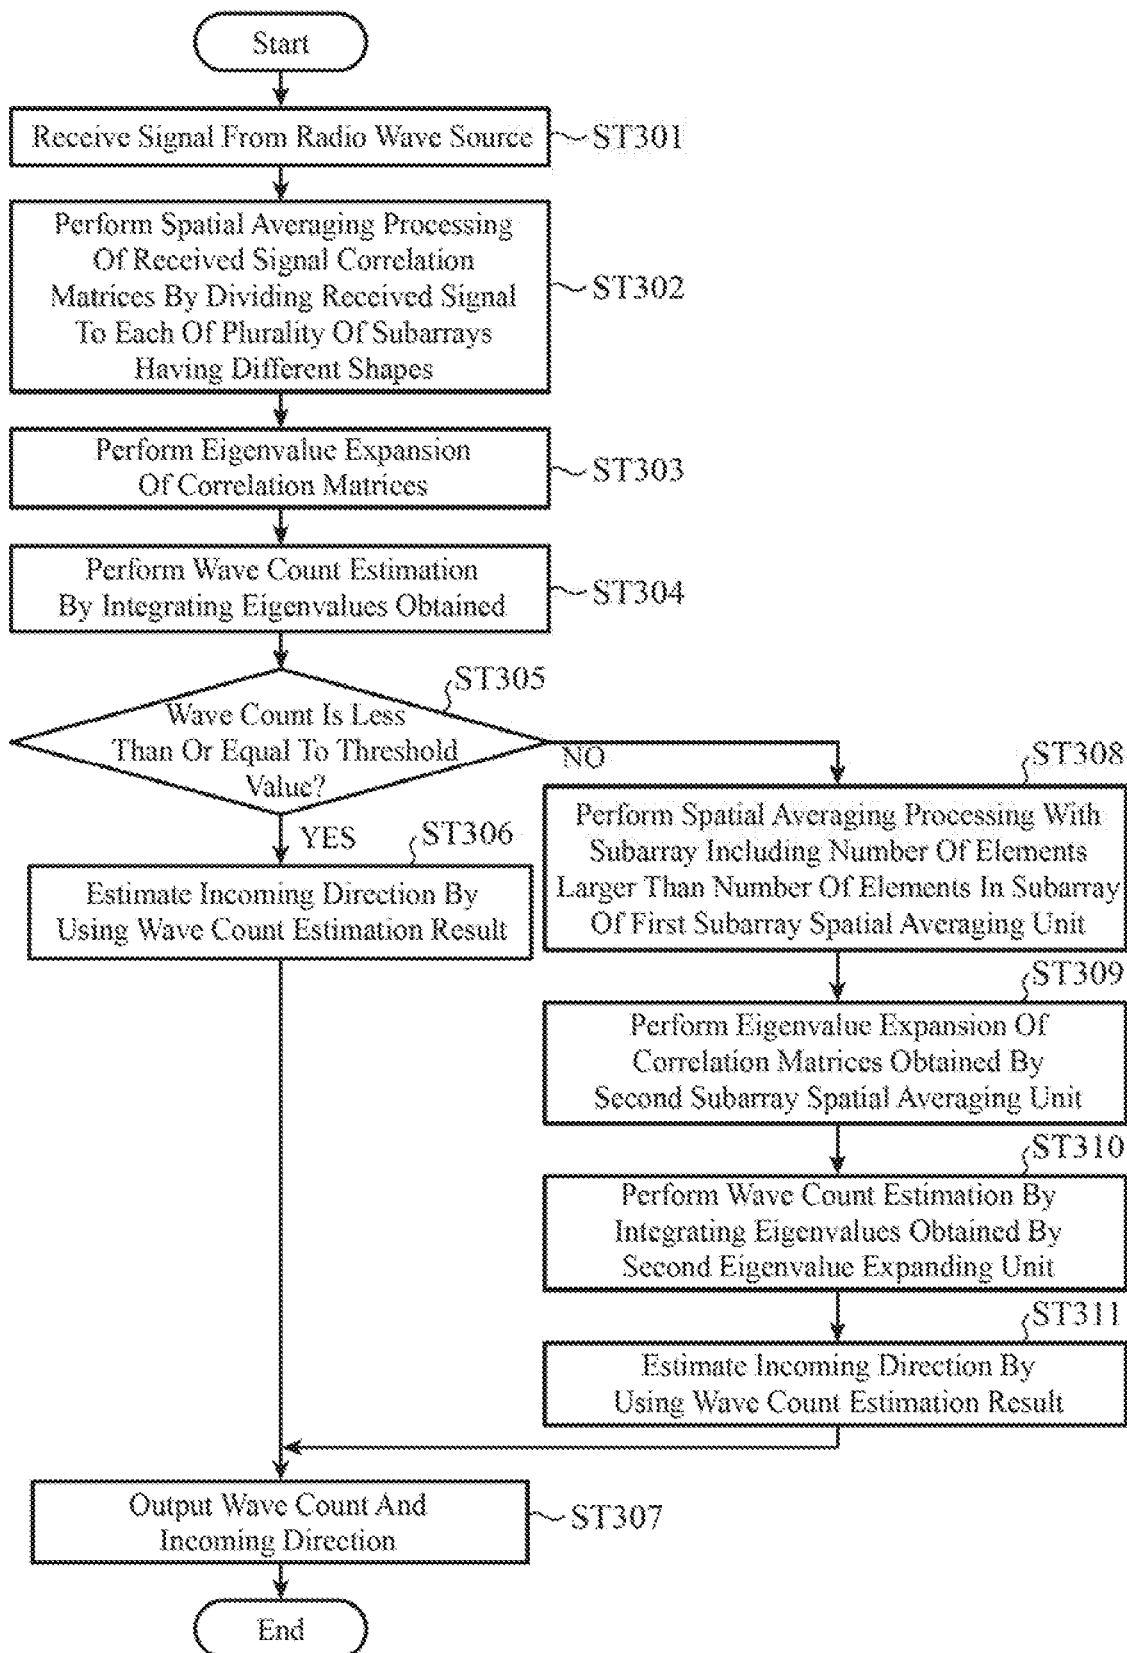 Start
Receive Signal From Radio Wave Source
ST301
Perform Spatial Averaging Processing
Of Received Signal Correlation
Matrices By Dividing Received Signal
To Each Of Plurality Of Subarrays
Having Different Shapes
ST302
Perform Eigenvalue Expansion
Of Correlation Matrices
ST303
Perform Wave Count Estimation
By Integrating Eigenvalues Obtained
ST304
ST305
Wave Count Is Less
Than Or Equal To Threshold
Value?
NO
YES
ST306
Estimate Incoming Direction By
Using Wave Count Estimation Result
ST308
Perform Spatial Averaging Processing With
Subarray Including Number Of Elements
Larger Than Number Of Elements In Subarray
Of First Subarray Spatial Averaging Unit
ST309
Perform Eigenvalue Expansion Of
Correlation Matrices Obtained By
Second Subarray Spatial Averaging Unit
ST310
Perform Wave Count Estimation By
Integrating Eigenvalues Obtained By
Second Eigenvalue Expanding Unit
ST311
Estimate Incoming Direction By
Using Wave Count Estimation Result
Output Wave Count And
Incoming Direction
ST307
End